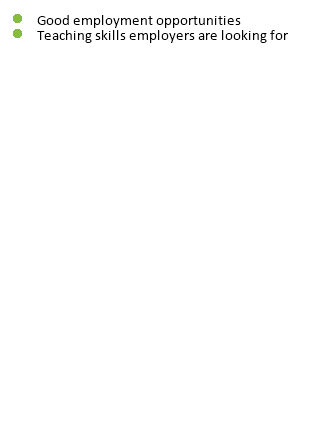 Good employment opportunities
Teaching skills employers are looking for